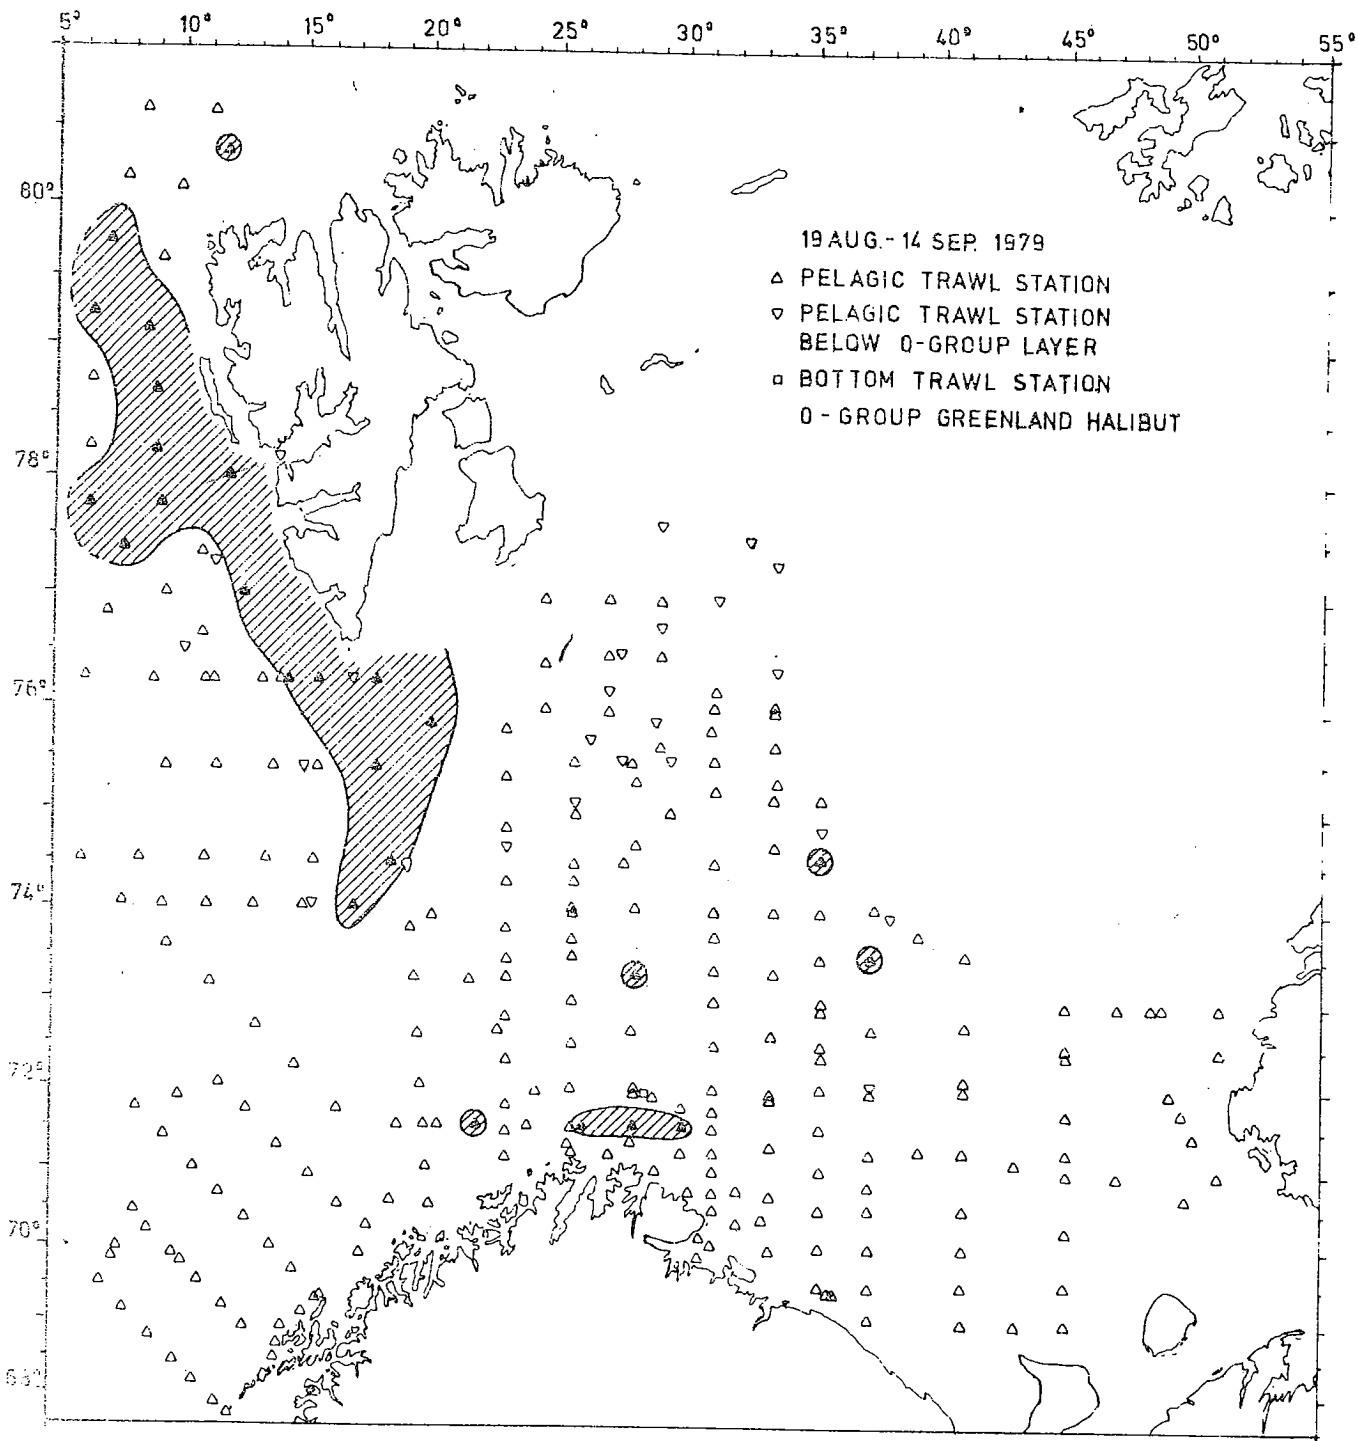 5° 10° 15° 20° 25° 30° 35° 40° 45° 50° 55°
80°
19 AUG.- 14 SEP. 1979
△ PELAGIC TRAWL STATION
▽ PELAGIC TRAWL STATION
BELOW 0-GROUP LAYER
□ BOTTOM TRAWL STATION
0 - GROUP GREENLAND HALIBUT
78°
76°
74°
72°
70°
68°